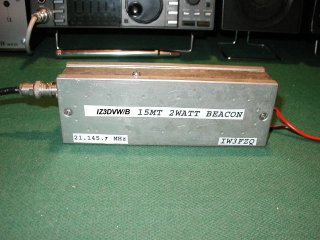 IZ3DVW/B 15MT 2WATT BEACON
21.145.7 MHz
IW3FZQ